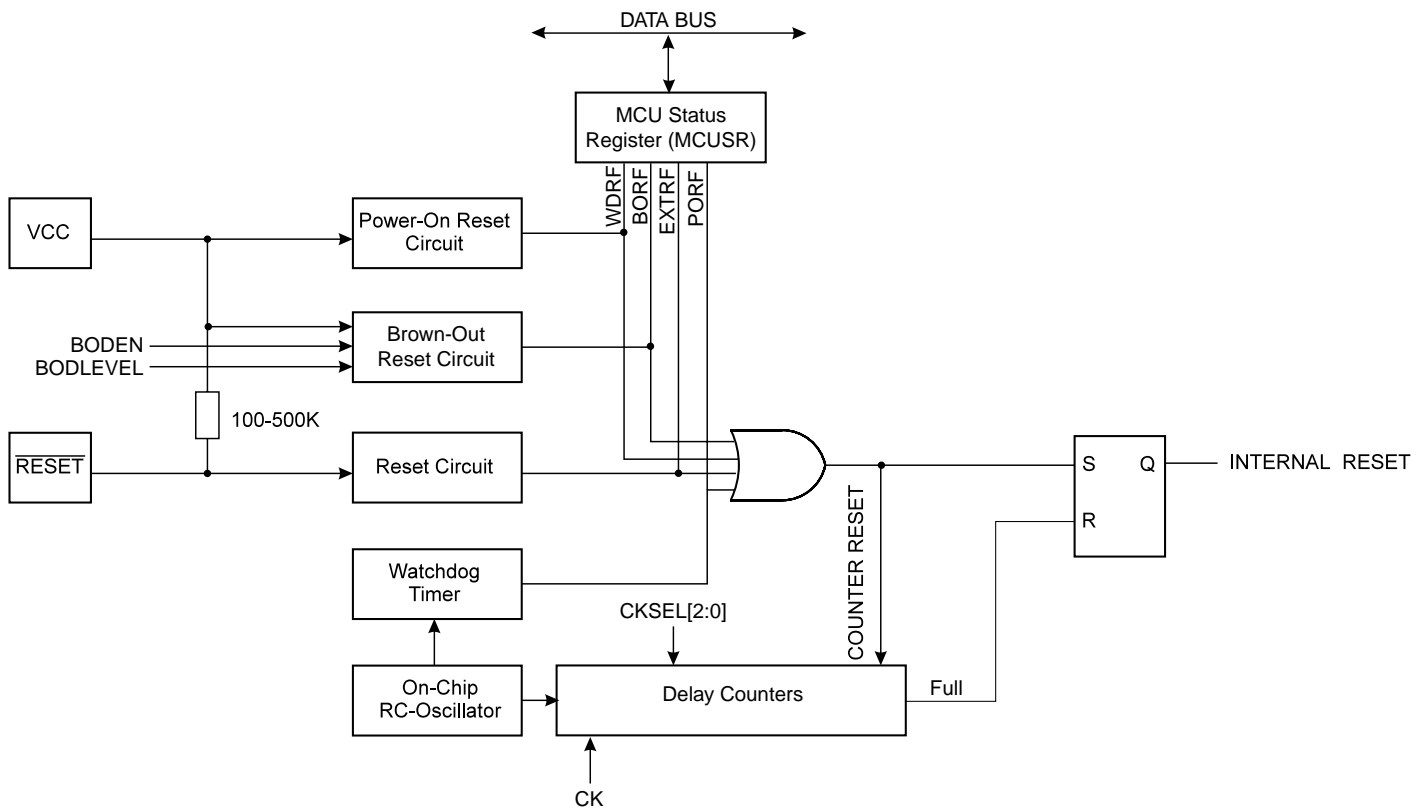 DATA BUS
MCU Status
Register (MCUSR)
WDRF
BORF
EXTRF
PORF
VCC
Power-On Reset
Circuit
BODEN
BODLEVEL
Brown-Out
Reset Circuit
100-500K
RESET
Reset Circuit
S
Q
INTERNAL RESET
R
Watchdog
Timer
CKSEL[2:0]
COUNTER RESET
On-Chip
RC-Oscillator
Delay Counters
Full
CK